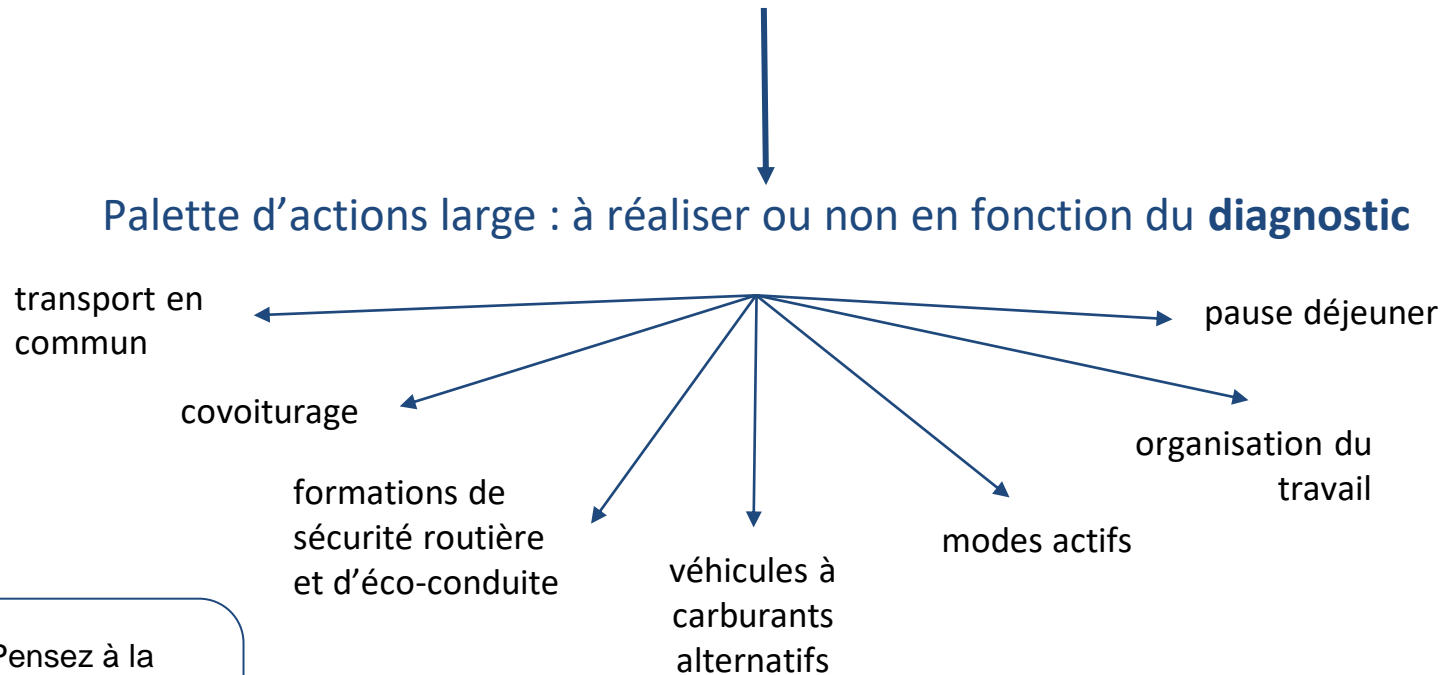 Palette d’actions large : à réaliser ou non en fonction du diagnostic
transport en
commun
pause déjeuner
covoiturage
organisation du
travail
formations de
sécurité routière
et d’éco-conduite
modes actifs
véhicules à
carburants
alternatifs
Pensez à la